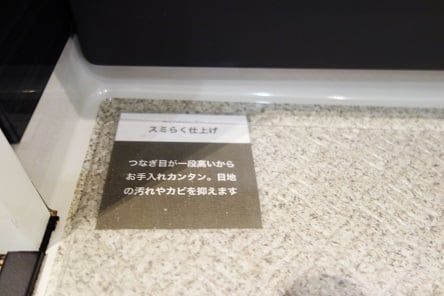 スミらく仕上げ
つなぎ目が一段高いから
お手入れカンタン。目地
の汚れやカビを抑えます